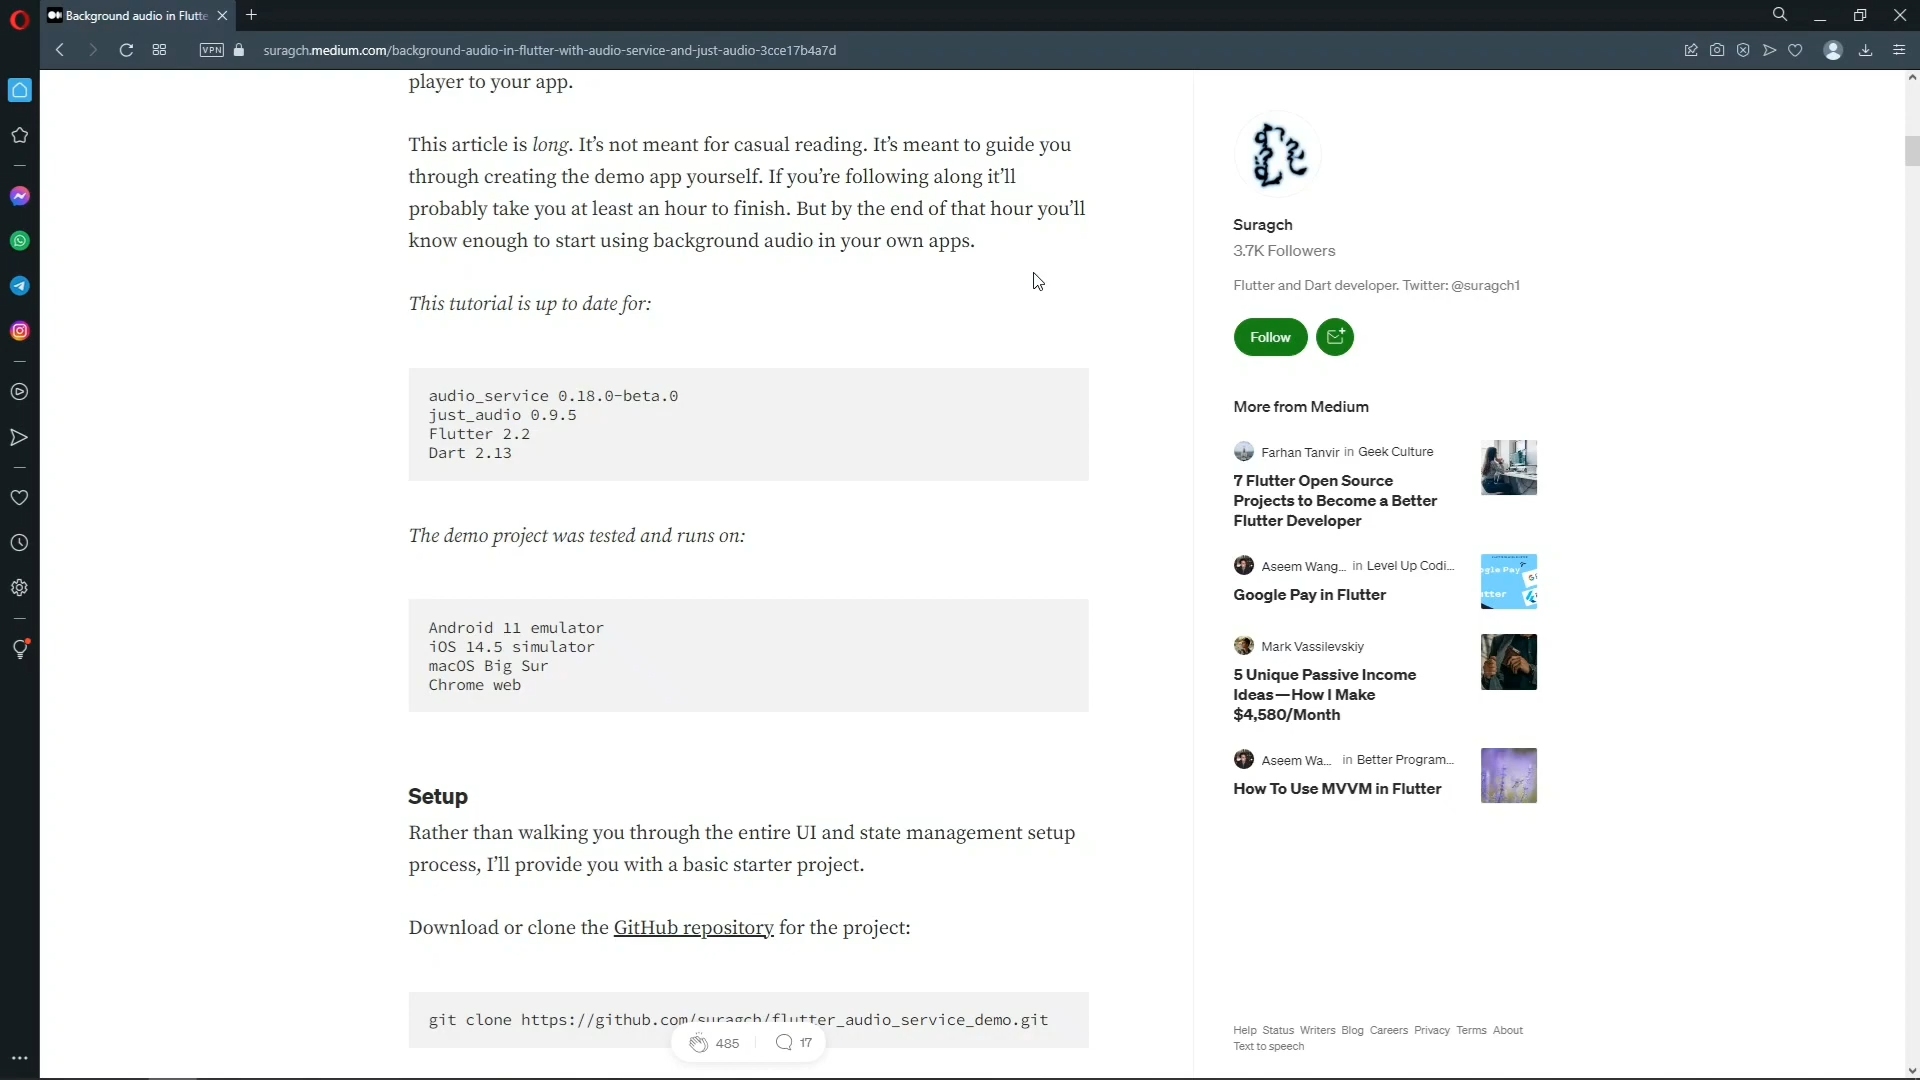 Background audio in Flutte
VPN
suragch.medium.com/background-audio-in-flutter-with-audio-service-and-just-audio-3cce17b4a7d
player to your app.
This article is long. It’s not meant for casual reading. It’s meant to guide you
through creating the demo app yourself. If you’re following along it’ll
probably take you at least an hour to finish. But by the end of that hour you’ll
know enough to start using background audio in your own apps.
This tutorial is up to date for:
audio_service 0.18.0-beta.0
just_audio 0.9.5
Flutter 2.2
Dart 2.13
The demo project was tested and runs on:
Android 11 emulator
iOS 14.5 simulator
macOS Big Sur
Chrome web
Setup
Rather than walking you through the entire UI and state management setup
process, I’ll provide you with a basic starter project.
Download or clone the GitHub repository for the project:
git clone https://github.com/suragch/flutter_audio_service_demo.git
485
17
Suragch
3.7K Followers
Flutter and Dart developer. Twitter: @suragch1
Follow
More from Medium
Farhan Tanvir in Geek Culture
7 Flutter Open Source
Projects to Become a Better
Flutter Developer
Aseem Wang... in Level Up Codi...
Google Pay in Flutter
Mark Vassilevskiy
5 Unique Passive Income
Ideas — How I Make
$4,580/Month
Aseem Wa... in Better Program...
How To Use MVVM in Flutter
Help Status Writers Blog Careers Privacy Terms About
Text to speech